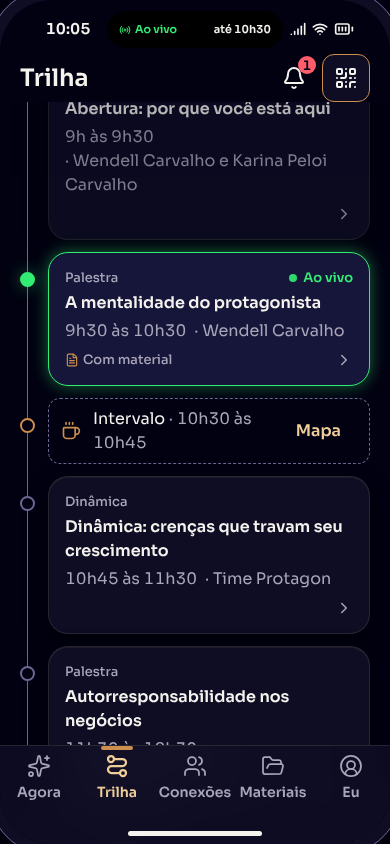 10:05
Ao vivo
até 10h30
Trilha
1
Abertura: por que você está aqui
9h às 9h30
· Wendell Carvalho e Karina Peloi
Carvalho
Palestra
Ao vivo
A mentalidade do protagonista
9h30 às 10h30 · Wendell Carvalho
Com material
Intervalo · 10h30 às
10h45
Mapa
Dinâmica
Dinâmica: crenças que travam seu
crescimento
10h45 às 11h30 · Time Protagon
Palestra
Autorresponsabilidade nos
negócios
Agora
Trilha
Conexões
Materiais
Eu